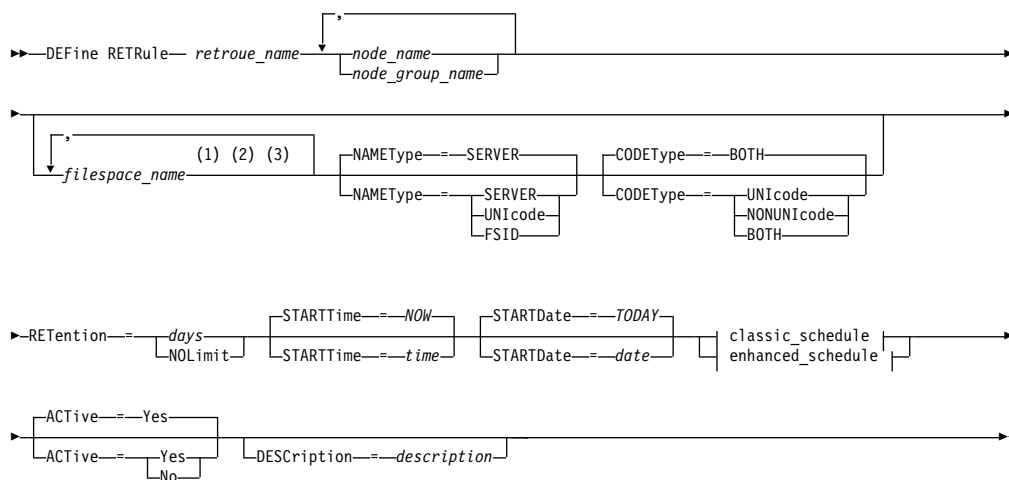 ,
DEFine RETRule retroue_name node_name
node_group_name
,
(1) (2) (3) NAMEType = SERVER CODEType = BOTH
filespace_name NAMEType = SERVER CODEType = UNIcode
UNIcode NONUNIcode
FSID BOTH
STARTTime = NOW STARTDate = TODAY
RETention = days STARTTime = time STARTDate = date classic_schedule
NOLimit enhanced_schedule
ACTive = Yes
ACTive = Yes DESCription = description
No